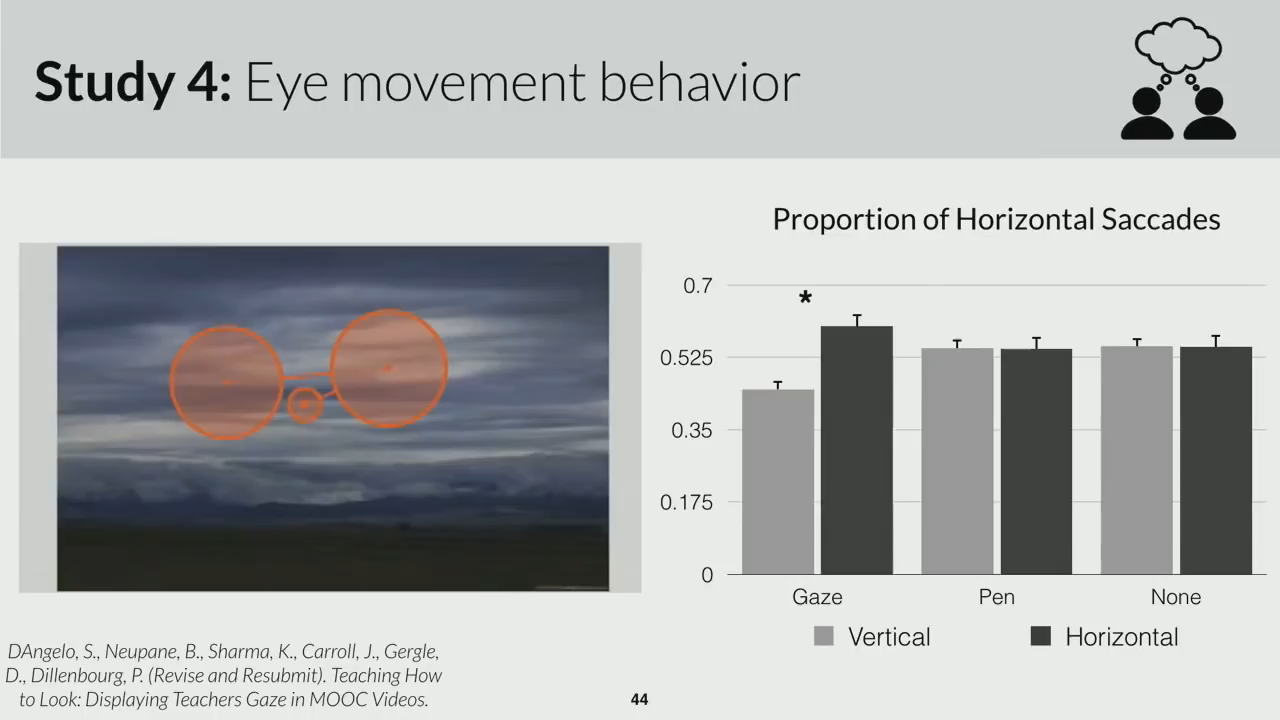 Study 4: Eye movement behavior
Proportion of Horizontal Saccades
0.7
*
0.525
0.35
0.175
0
Gaze
Pen
None
Vertical
Horizontal
DAngelo, S., Neupane, B., Sharma, K., Carroll, J., Gergle,
D., Dillenbourg, P. (Revise and Resubmit). Teaching How
to Look: Displaying Teachers Gaze in MOOC Videos.
44